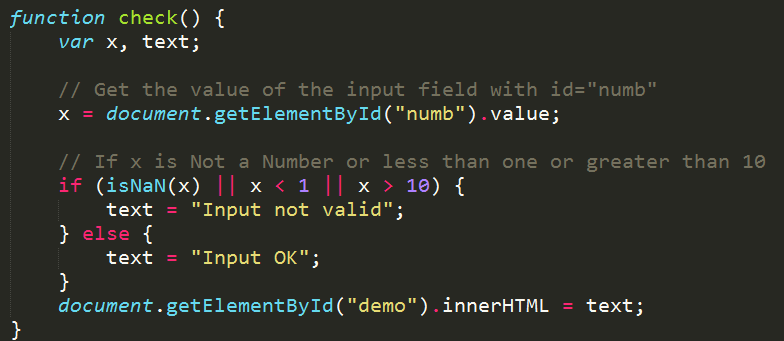 function check() {
    var x, text;

    // Get the value of the input field with id="numb"
    x = document.getElementById("numb").value;

    // If x is Not a Number or less than one or greater than 10
    if (isNaN(x) || x < 1 || x > 10) {
        text = "Input not valid";
    } else {
        text = "Input OK";
    }
    document.getElementById("demo").innerHTML = text;
}